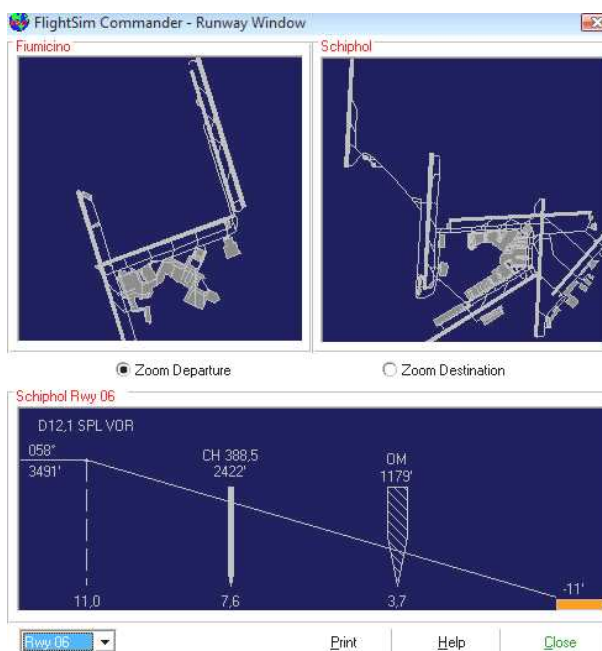 FlightSim Commander - Runway Window
Fiumicino
Schiphol
Zoom Departure
Zoom Destination
Schiphol Rwy 06
D12,1 SPL VOR
058°
3491'
CH 388,5
2422'
OM
1179'
-11'
11,0
7,6
3,7
Rwy 06
Print
Help
Close